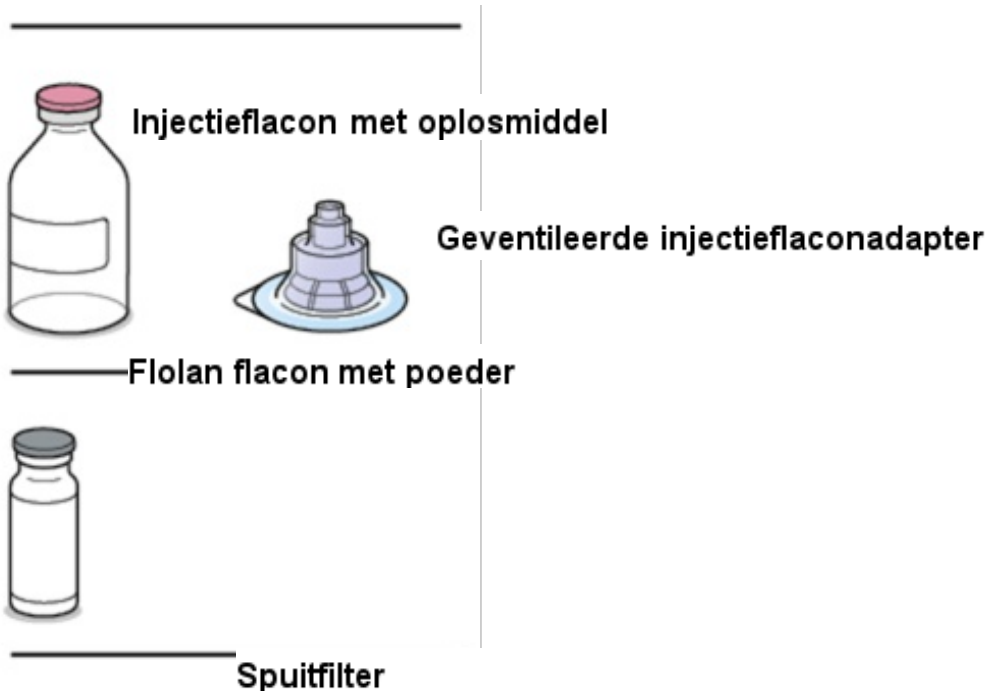 Injectieflacon met oplosmiddel
Geventileerde injectieflaconadapter
Flolan flacon met poeder
Spuitfilter